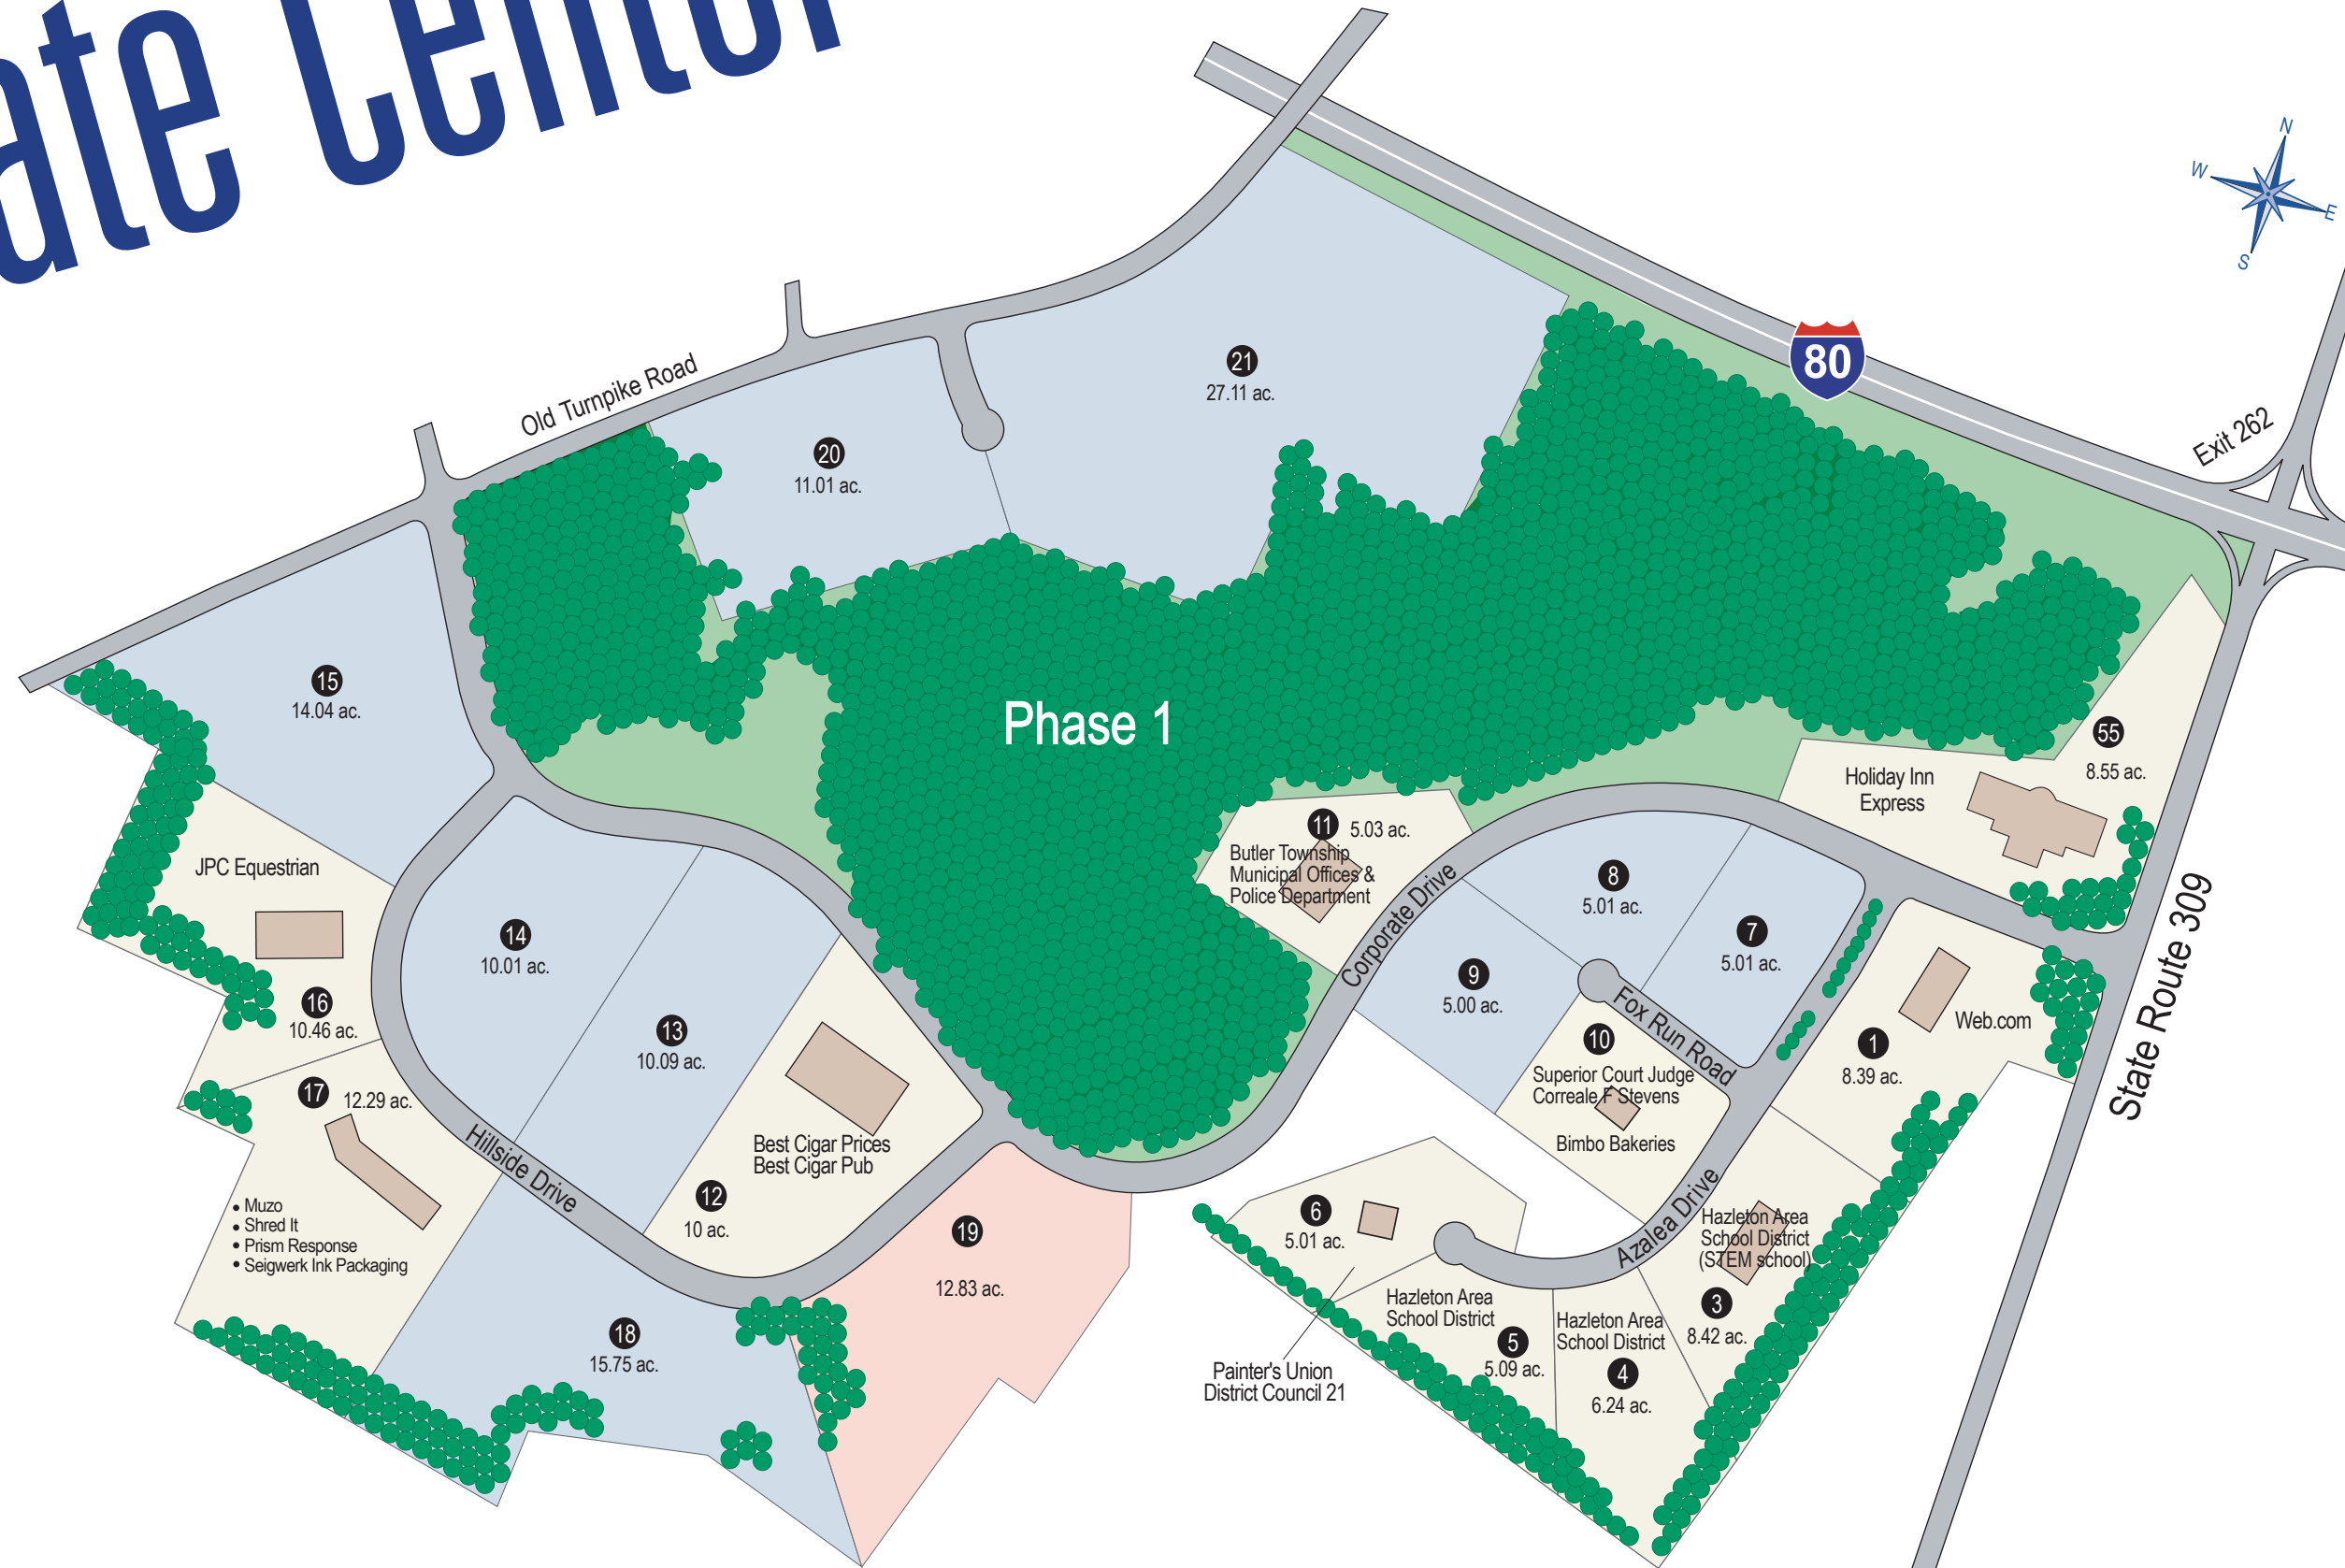 ate Center
N
W
E
S
80
Exit 262
Old Turnpike Road
21
27.11 ac.
20
11.01 ac.
15
14.04 ac.
Phase 1
55
8.55 ac.
Holiday Inn
Express
11
5.03 ac.
Butler Township
Municipal Offices &
Police Department
Corporate Drive
8
5.01 ac.
7
5.01 ac.
9
5.00 ac.
Fox Run Road
State Route 309
JPC Equestrian
16
10.46 ac.
14
10.01 ac.
13
10.09 ac.
Web.com
1
8.39 ac.
10
Superior Court Judge
Correale F Stevens
Bimbo Bakeries
17
12.29 ac.
Muzo
Shred It
Prism Response
Seigwerk Ink Packaging
Hillside Drive
Best Cigar Prices
Best Cigar Pub
12
10 ac.
19
12.83 ac.
18
15.75 ac.
6
5.01 ac.
Azalea Drive
Hazleton Area
School District
(STEM school)
3
8.42 ac.
Hazleton Area
School District
5
5.09 ac.
Hazleton Area
School District
4
6.24 ac.
Painter's Union
District Council 21